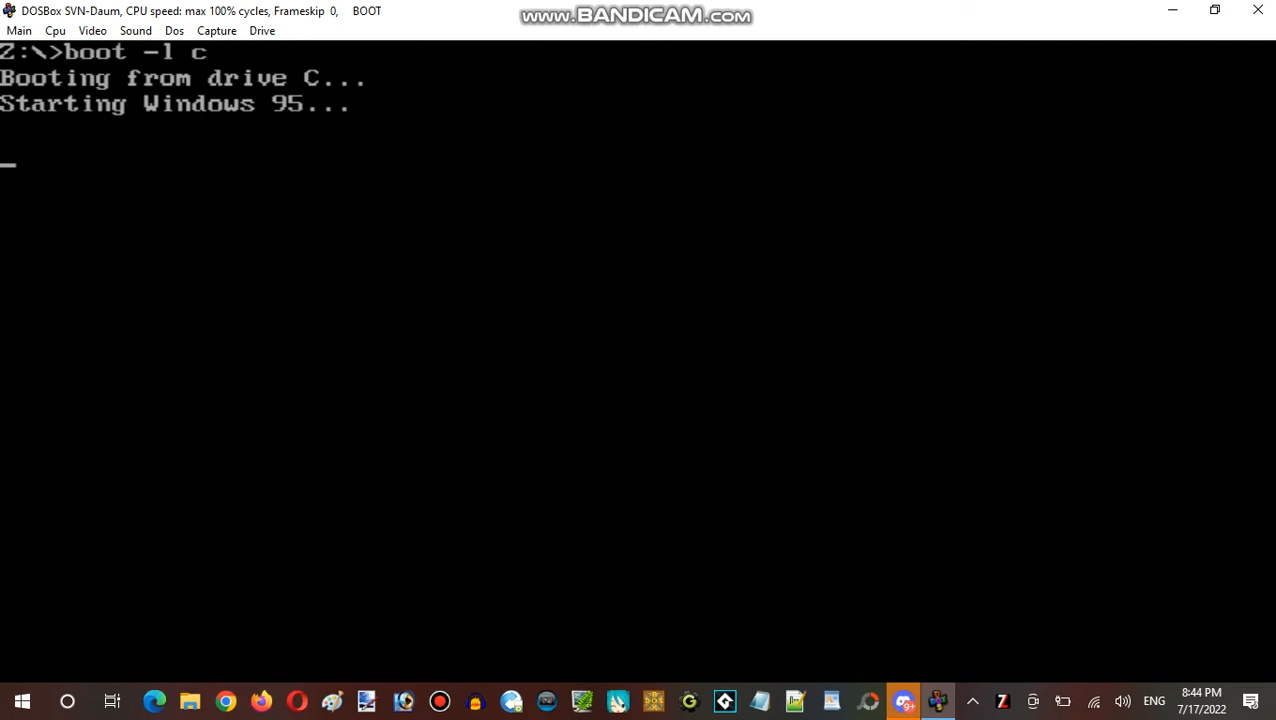 DOSBox SVN-Daum, CPU speed: max 100% cycles, Frameskip 0, BOOT
www.BANDICAM.com
Main Cpu Video Sound Dos Capture Drive
Z:\>boot -l c
Booting from drive C...
Starting Windows 95...
9+
Z
ENG
8:44 PM
7/17/2022